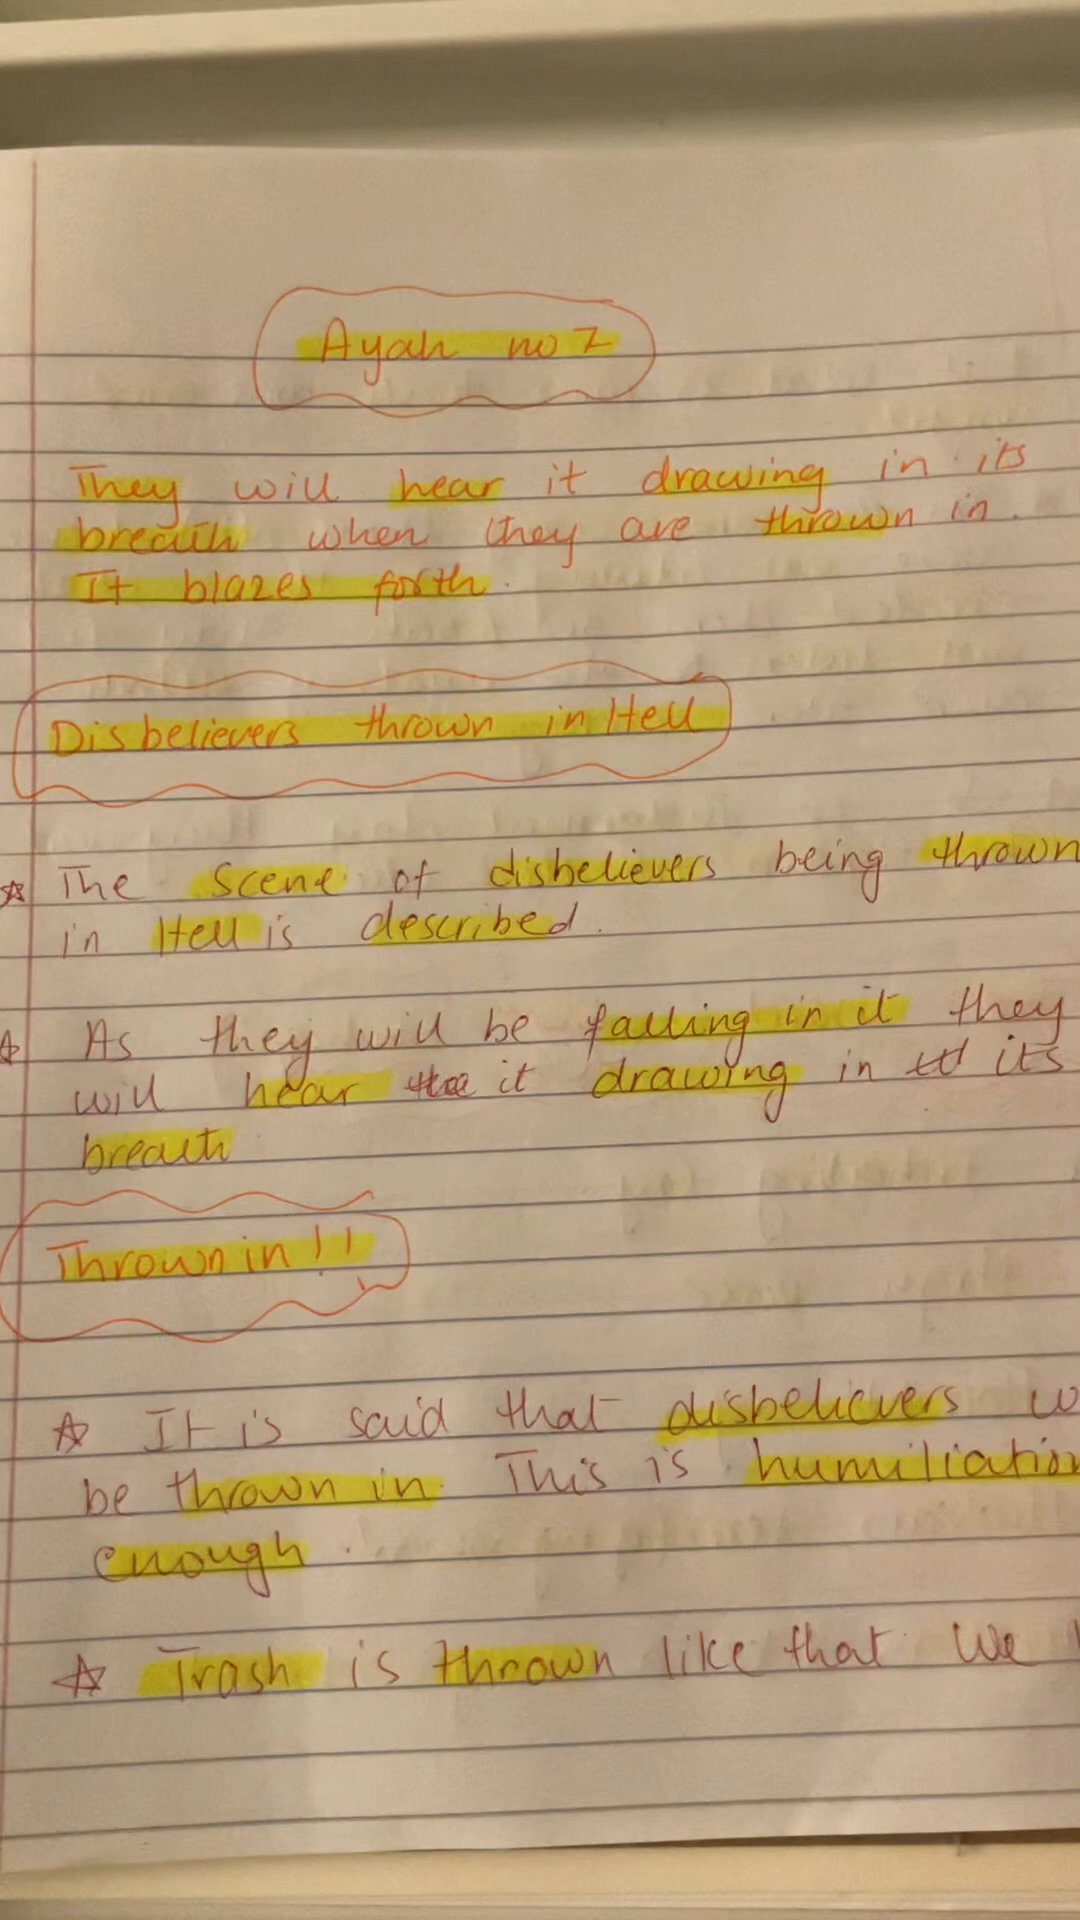 Ayah no 7
They will hear it drawing in its
breath when they are thrown in.
It blazes forth.
Disbelievers thrown in Hell
☆ The scene of disbelievers being thrown
in Hell is described.
☆ As they will be falling in it they
will hear it drawing in its
breath
Thrown in !!
☆ It is said that disbelievers
be thrown in. This is humiliation
enough.
☆ Trash is thrown like that. We